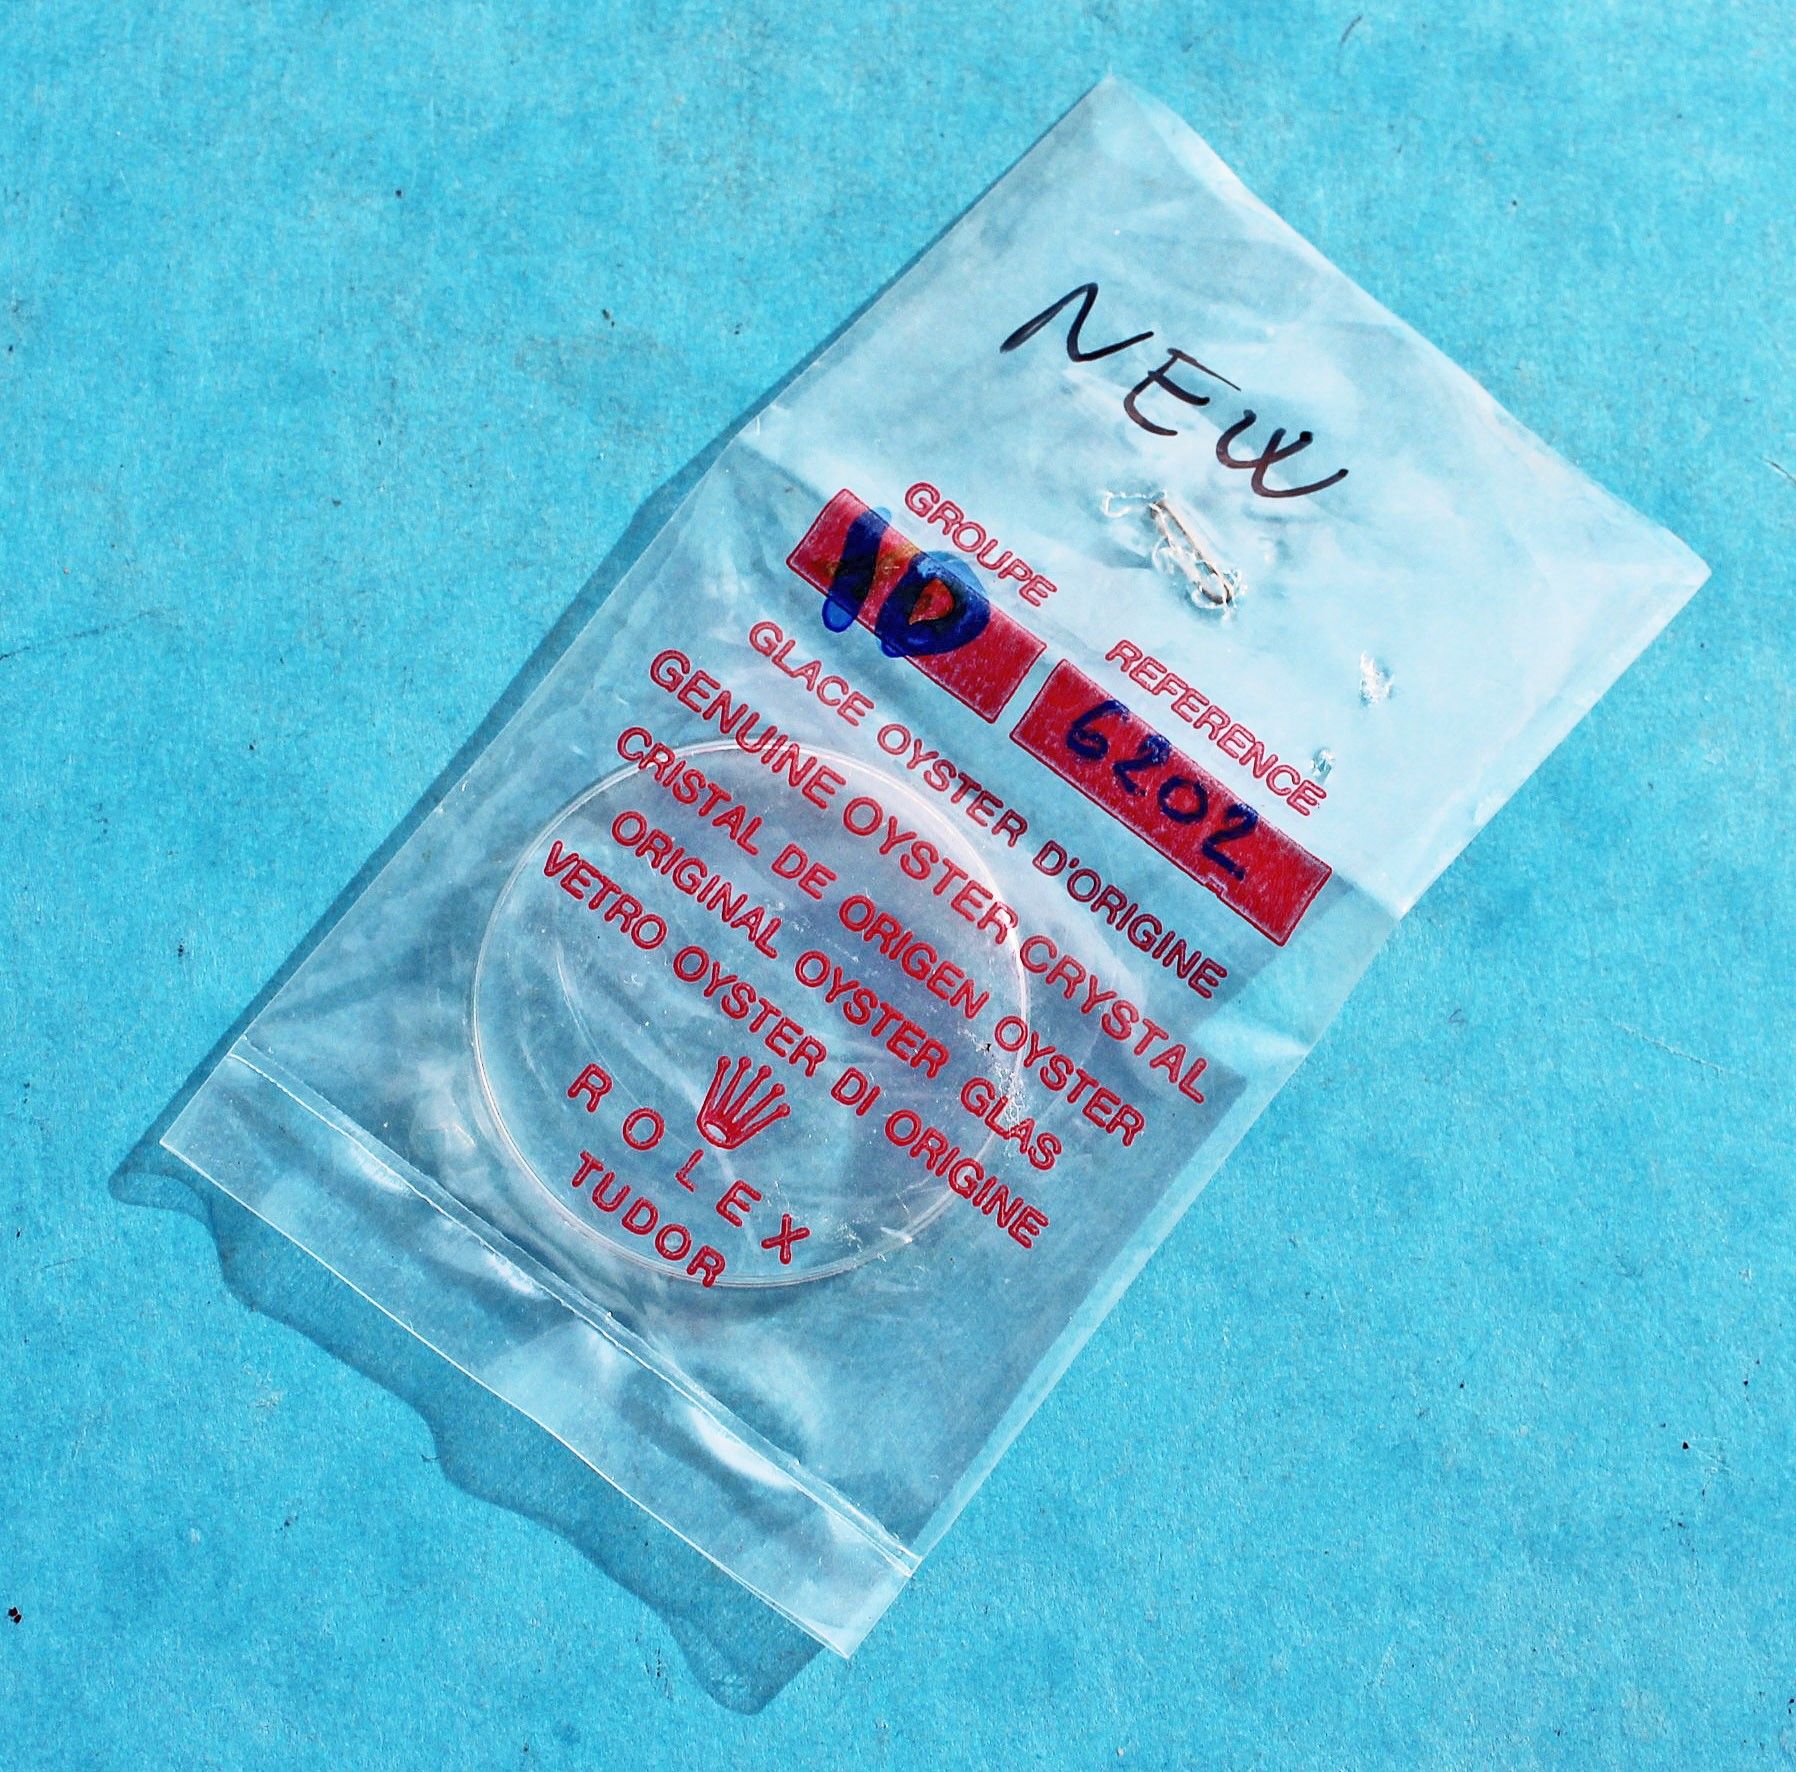 NEW
GROUPE REFERENCE
10 6202
GLACE OYSTER D'ORIGINE
GENUINE OYSTER CRYSTAL
CRISTAL DE ORIGEN OYSTER
ORIGINAL OYSTER GLAS
VETRO OYSTER DI ORIGINE
ROLEX
TUDOR